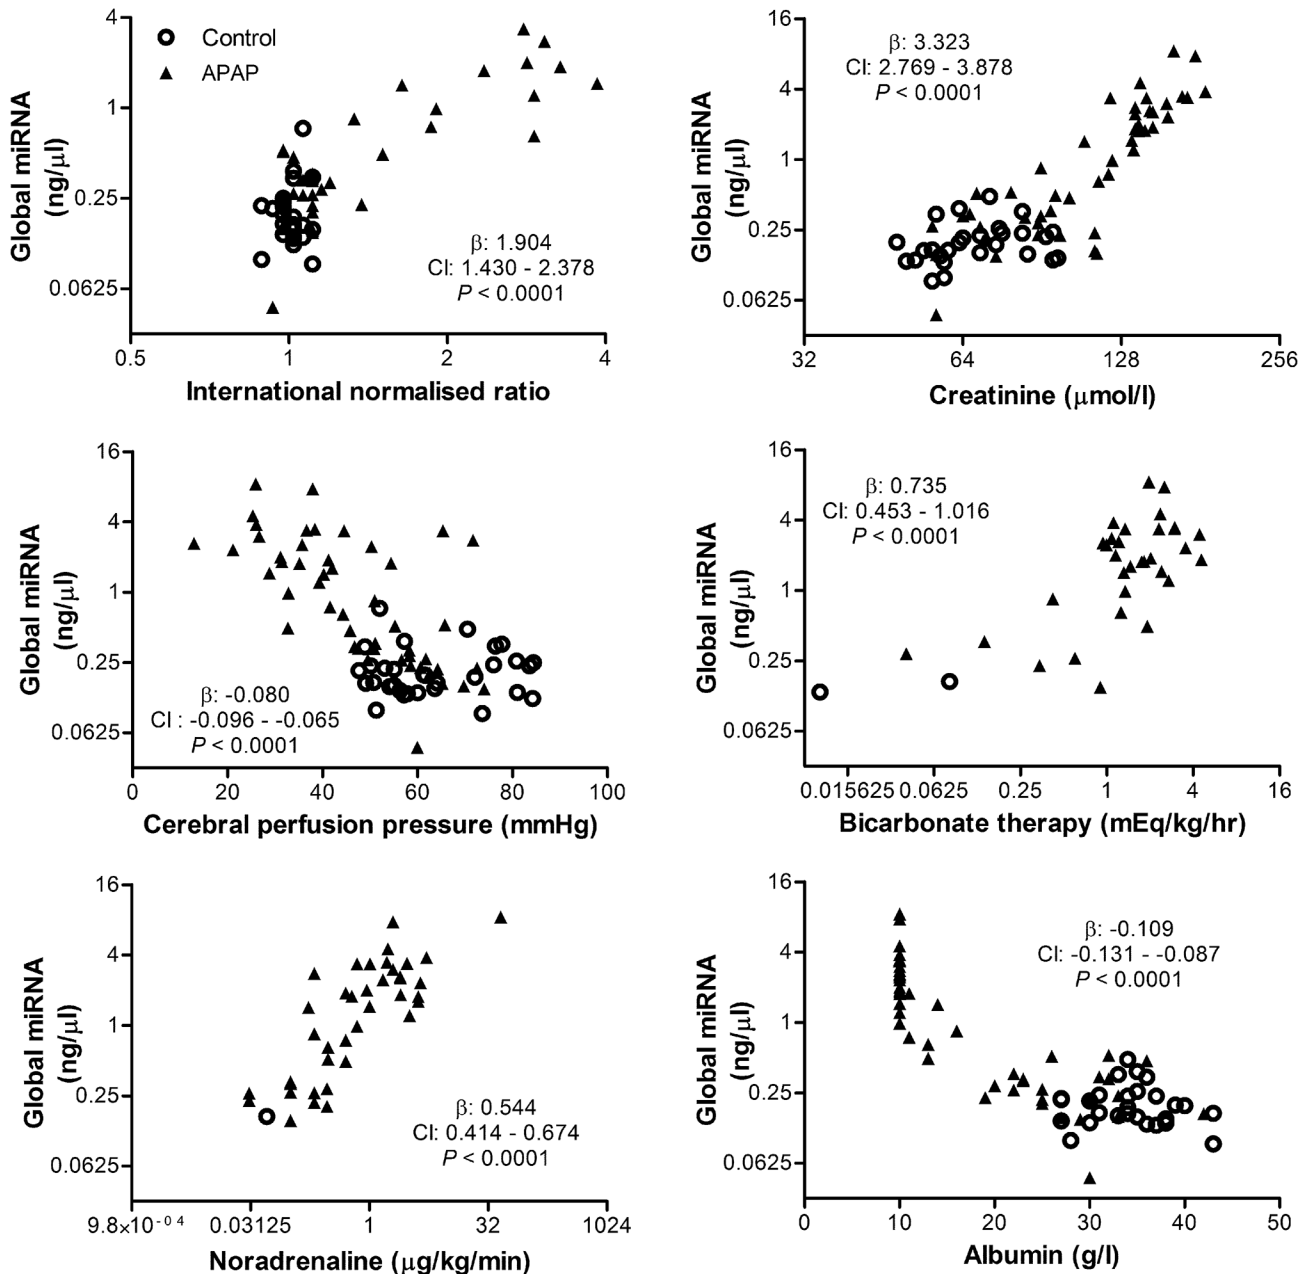 4
1
0.25
0.0625
Global miRNA
(ng/µl)
Control
APAP
β: 1.904
CI: 1.430 - 2.378
P < 0.0001
0.5
1
2
4
International normalised ratio
16
4
1
0.25
0.0625
Global miRNA
(ng/µl)
β: 3.323
CI: 2.769 - 3.878
P < 0.0001
32
64
128
256
Creatinine (µmol/l)
16
4
1
0.25
0.0625
Global miRNA
(ng/µl)
β: -0.080
CI : -0.096 - -0.065
P < 0.0001
0
20
40
60
80
100
Cerebral perfusion pressure (mmHg)
16
4
1
0.25
0.0625
Global miRNA
(ng/µl)
β: 0.735
CI: 0.453 - 1.016
P < 0.0001
0.015625
0.0625
0.25
1
4
16
Bicarbonate therapy (mEq/kg/hr)
16
4
1
0.25
0.0625
Global miRNA
(ng/µl)
β: 0.544
CI: 0.414 - 0.674
P < 0.0001
9.8x10⁻⁰⁴
0.03125
1
32
1024
Noradrenaline (µg/kg/min)
16
4
1
0.25
0.0625
Global miRNA
(ng/µl)
β: -0.109
CI: -0.131 - -0.087
P < 0.0001
0
10
20
30
40
50
Albumin (g/l)